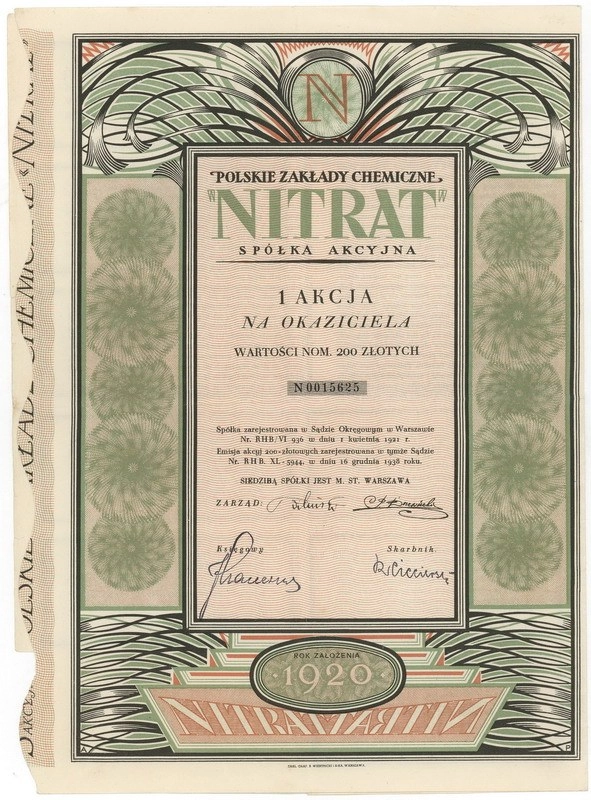 N
POLSKIE ZAKŁADY CHEMICZNE
"NITRAT"
SPÓŁKA AKCYJNA
1 AKCJA
NA OKAZICIELA
WARTOŚCI NOM. 200 ZŁOTYCH
N 0015625
Spółka zarejestrowana w Sądzie Okręgowym w Warszawie
Nr. RHB/VI 936 w dniu 1 kwietnia 1921 r.
Emisja akcyj 200-złotowych zarejestrowana w tymże Sądzie
Nr. RHB. XL-5944. w dniu 16 grudnia 1938 roku.
SIEDZIBĄ SPÓŁKI JEST M. ST. WARSZAWA
ZARZĄD:
Księgowy
Skarbnik.
ROK ZAŁOŻENIA
1920
NITRAT
A
P